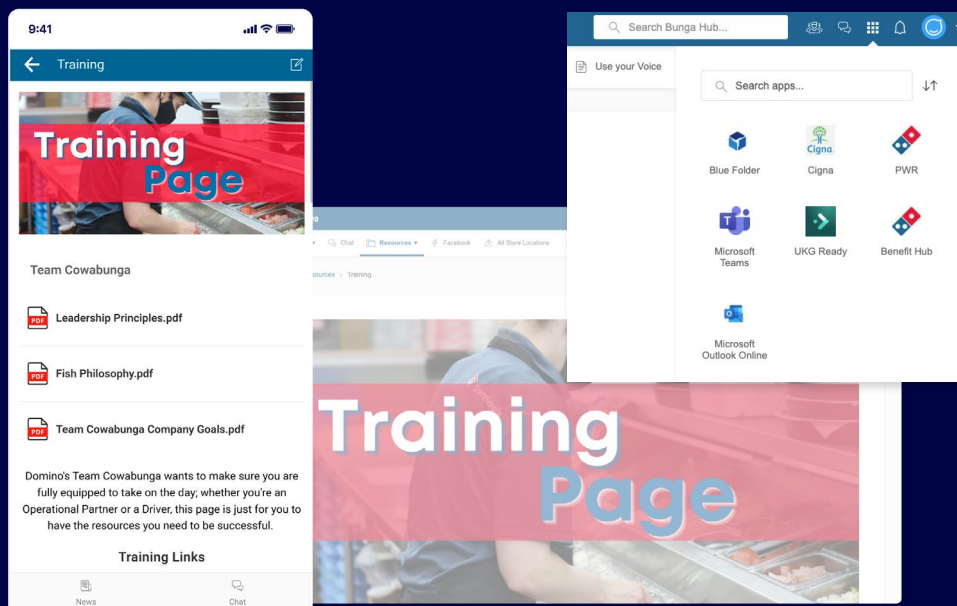 9:41
Training
Training
Page
Team Cowabunga
PDF
Leadership Principles.pdf
PDF
Fish Philosophy.pdf
PDF
Team Cowabunga Company Goals.pdf
Domino's Team Cowabunga wants to make sure you are
fully equipped to take on the day; whether you're an
Operational Partner or a Driver, this page is just for you to
have the resources you need to be successful.
Training Links
News
Chat
Chat
Resources
Facebook
All Store Locations
Training
Training
Page
Search Bunga Hub...
Use your Voice
Search apps...
Blue Folder
Cigna
Cigna
PWR
Microsoft
Teams
UKG Ready
Benefit Hub
Microsoft
Outlook Online